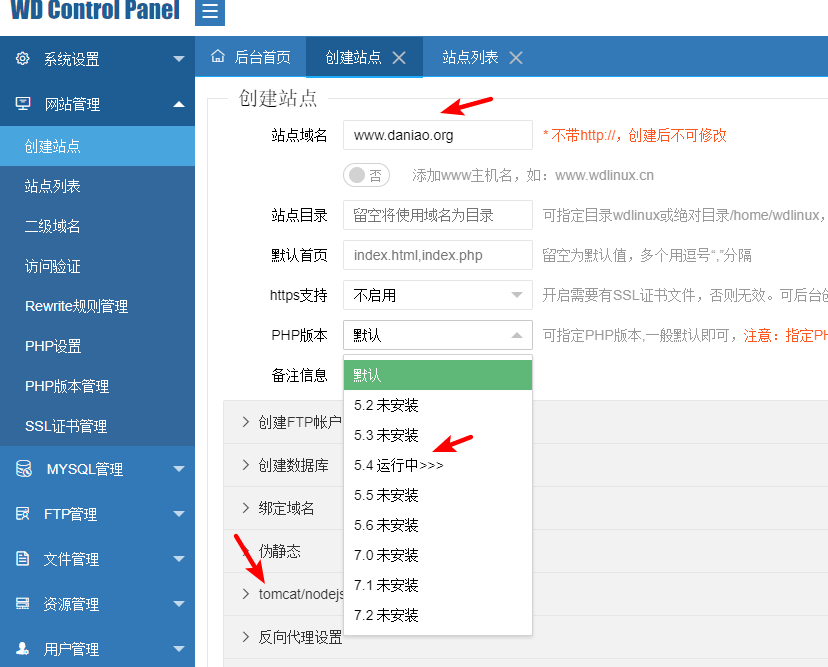 WD Control Panel
系统设置
网站管理
创建站点
站点列表
二级域名
访问验证
Rewrite规则管理
PHP设置
PHP版本管理
SSL证书管理
MYSQL管理
FTP管理
文件管理
资源管理
用户管理
后台首页 创建站点 站点列表
创建站点
站点域名 www.daniao.org * 不带http://，创建后不可修改
否 添加www主机名，如：www.wdlinux.cn
站点目录 留空将使用域名为目录 可指定目录wdlinux或绝对目录/home/wdlinux，
默认首页 index.html,index.php 留空为默认值，多个用逗号","分隔
https支持 不启用 开启需要有SSL证书文件，否则无效。可后台创
PHP版本 默认 可指定PHP版本,一般默认即可，注意：指定PH
备注信息
默认
5.2 未安装
5.3 未安装
5.4 运行中>>>
5.5 未安装
5.6 未安装
7.0 未安装
7.1 未安装
7.2 未安装
创建FTP帐户
创建数据库
绑定域名
伪静态
tomcat/nodejs
反向代理设置